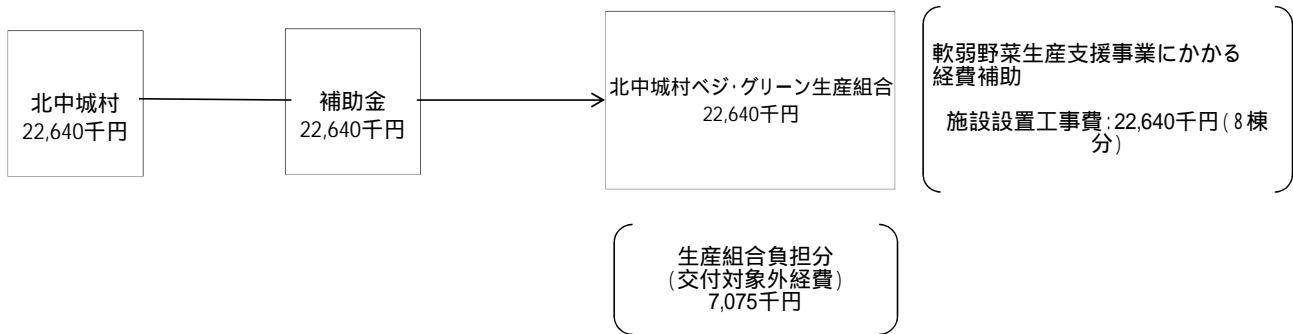 北中城村
22,640千円
補助金
22,640千円
北中城村ベジ・グリーン生産組合
22,640千円
軟弱野菜生産支援事業にかかる
経費補助
施設設置工事費:22,640千円(8棟
分)
生産組合負担分
(交付対象外経費)
7,075千円